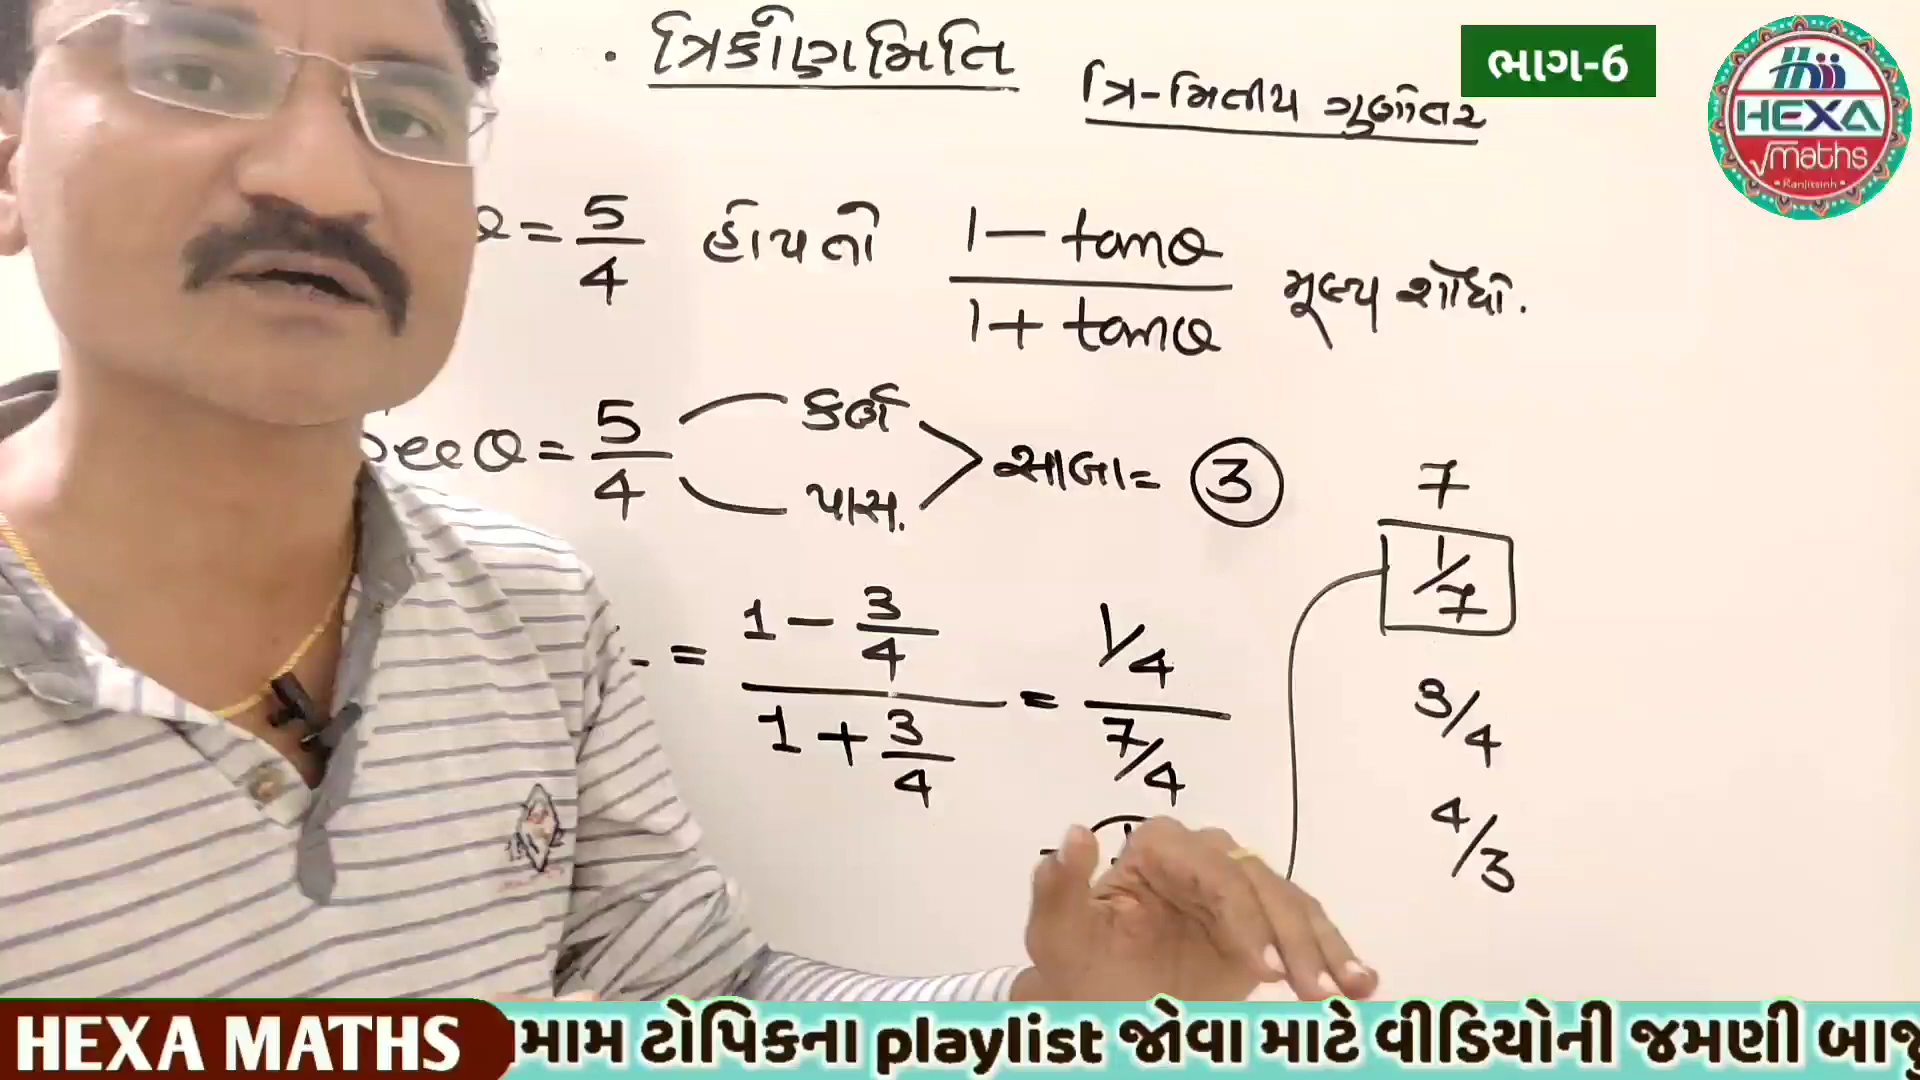 . ત્રિકોણમિતિ
ત્રિ-મિતીય ગુણોતર
ભાગ-6
HEXA
√maths
• Ranjitsinh •
θ = 5/4 હોય તો (1 - tanθ)/(1 + tanθ) મૂલ્ય શોધો.
secθ = 5/4 કર્ણ પાસ. સાબા = 3
= (1 - 3/4)/(1 + 3/4) = (1/4)/(7/4)
7
1/7
3/4
4/3
HEXA MATHS
મામ ટોપિકના playlist જોવા માટે વીડિયોની જમણી બાજુ